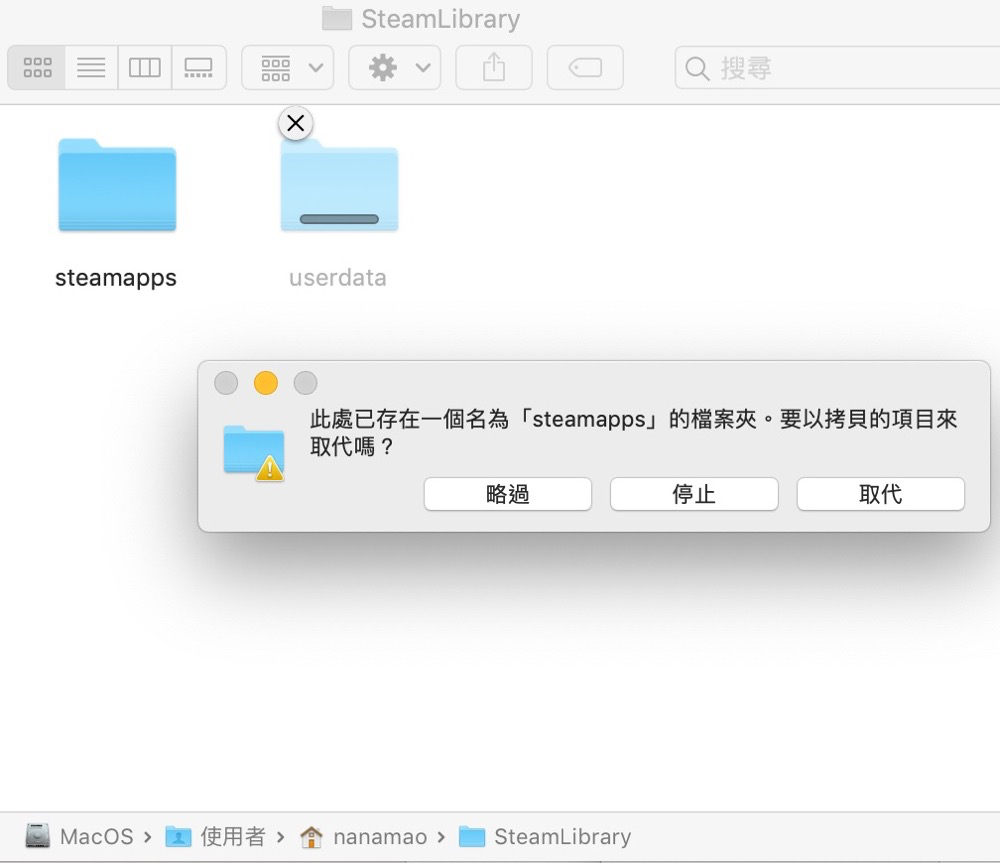 SteamLibrary
搜尋
steamapps
userdata
此處已存在一個名為「steamapps」的檔案夾。要以拷貝的項目來
取代嗎？
略過
停止
取代
MacOS › 使用者 › nanamao › SteamLibrary